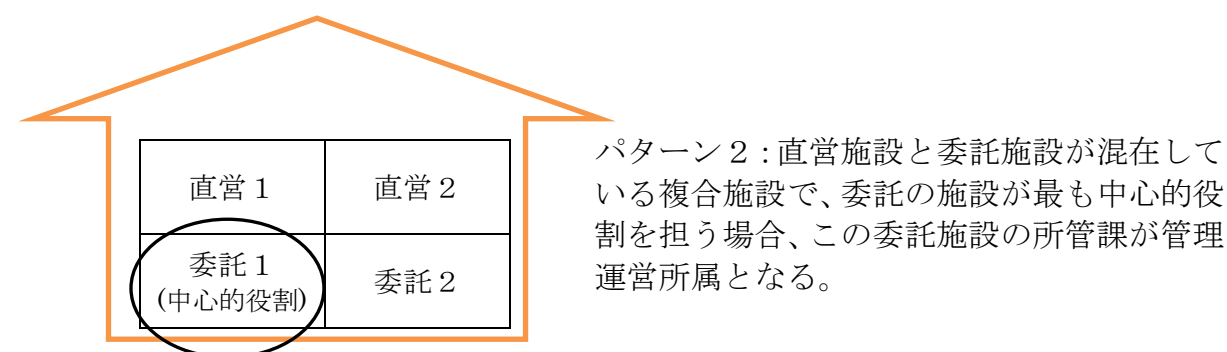 直営１
直営２
委託１
(中心的役割)
委託２
パターン２：直営施設と委託施設が混在して
いる複合施設で、委託の施設が最も中心的役
割を担う場合、この委託施設の所管課が管理
運営所属となる。